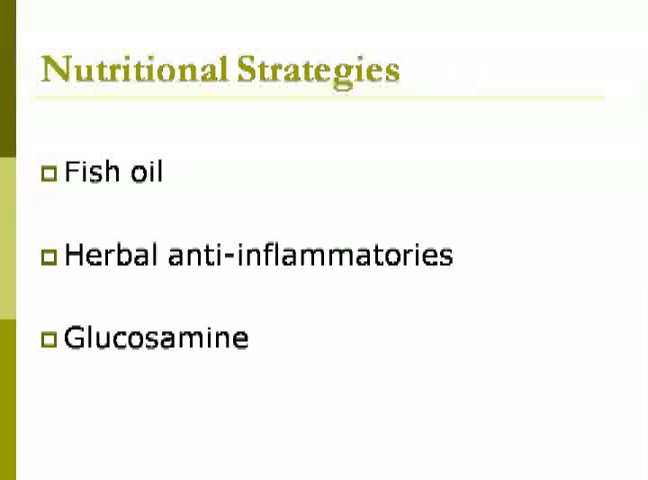 Nutritional Strategies
Fish oil
Herbal anti-inflammatories
Glucosamine